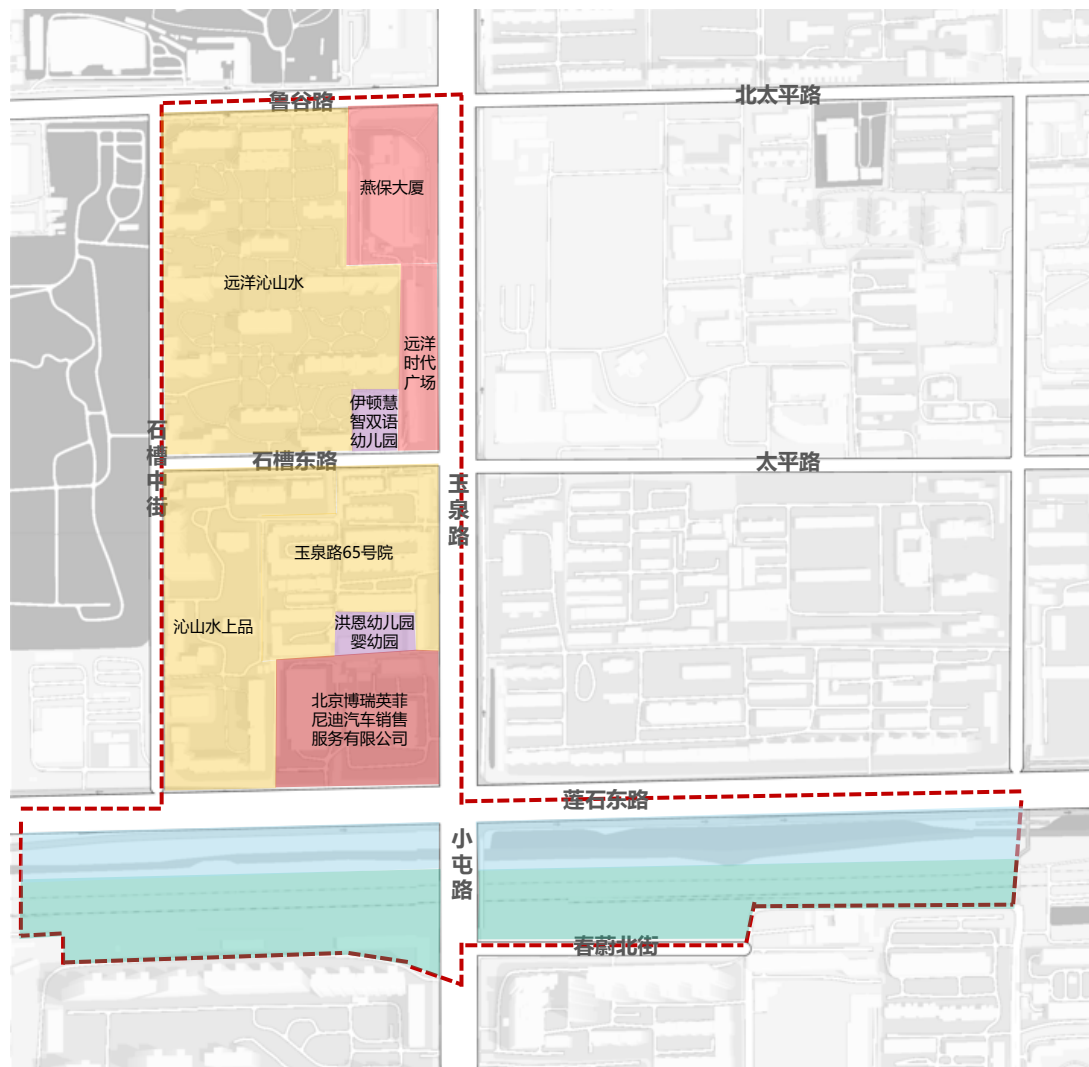 鲁谷路
北太平路
燕保大厦
远洋沁山水
远洋
时代
广场
伊顿慧
智双语
幼儿园
石槽中街
石槽东路
太平路
玉泉路
玉泉路65号院
沁山水上品
洪恩幼儿园
婴幼园
北京博瑞英菲
尼迪汽车销售
服务有限公司
莲石东路
小屯路
春蔚北街